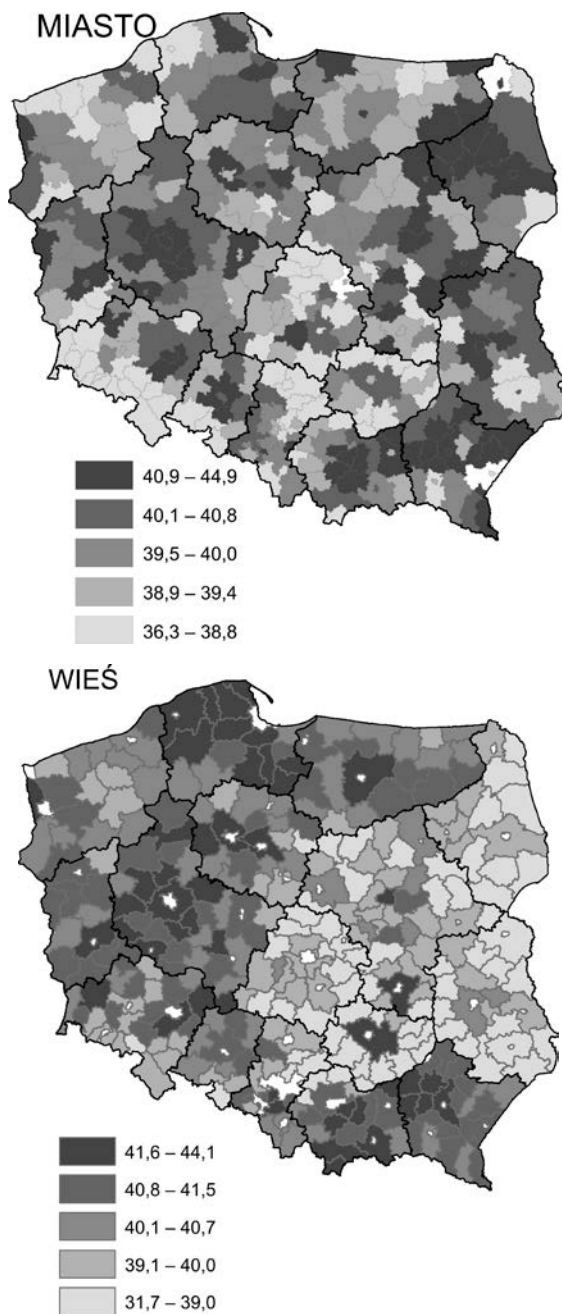 MIASTO
40,9 – 44,9
40,1 – 40,8
39,5 – 40,0
38,9 – 39,4
36,3 – 38,8
WIEŚ
41,6 – 44,1
40,8 – 41,5
40,1 – 40,7
39,1 – 40,0
31,7 – 39,0